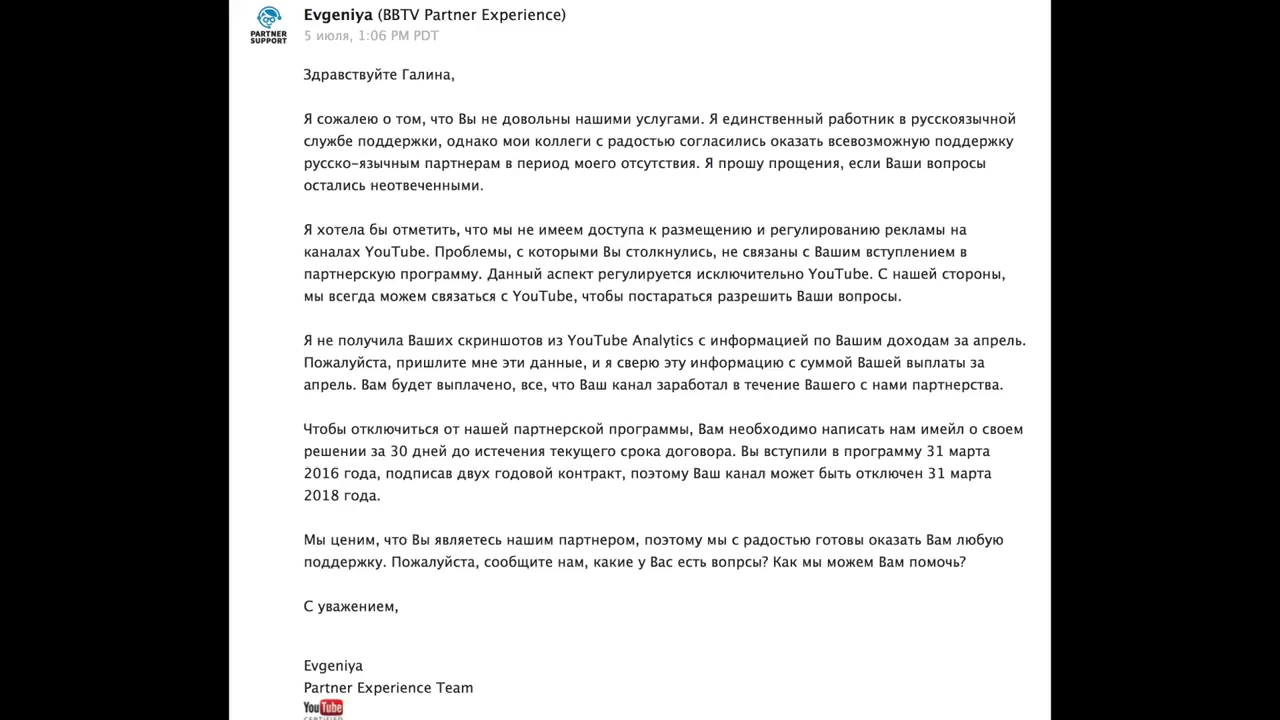 Evgeniya (BBTV Partner Experience)
PARTNER
SUPPORT
5 июля, 1:06 PM PDT
Здравствуйте Галина,
Я сожалею о том, что Вы не довольны нашими услугами. Я единственный работник в русскоязычной
службе поддержки, однако мои коллеги с радостью согласились оказать всевозможную поддержку
русско-язычным партнерам в период моего отсутствия. Я прошу прощения, если Ваши вопросы
остались неотвеченными.
Я хотела бы отметить, что мы не имеем доступа к размещению и регулированию рекламы на
каналах YouTube. Проблемы, с которыми Вы столкнулись, не связаны с Вашим вступлением в
партнерскую программу. Данный аспект регулируется исключительно YouTube. С нашей стороны,
мы всегда можем связаться с YouTube, чтобы постараться разрешить Ваши вопросы.
Я не получила Ваших скриншотов из YouTube Analytics с информацией по Вашим доходам за апрель.
Пожалуйста, пришлите мне эти данные, и я сверю эту информацию с суммой Вашей выплаты за
апрель. Вам будет выплачено, все, что Ваш канал заработал в течение Вашего с нами партнерства.
Чтобы отключиться от нашей партнерской программы, Вам необходимо написать нам имейл о своем
решении за 30 дней до истечения текущего срока договора. Вы вступили в программу 31 марта
2016 года, подписав двух годовой контракт, поэтому Ваш канал может быть отключен 31 марта
2018 года.
Мы ценим, что Вы являетесь нашим партнером, поэтому мы с радостью готовы оказать Вам любую
поддержку. Пожалуйста, сообщите нам, какие у Вас есть вопрсы? Как мы можем Вам помочь?
С уважением,
Evgeniya
Partner Experience Team
YouTube
CERTIFIED